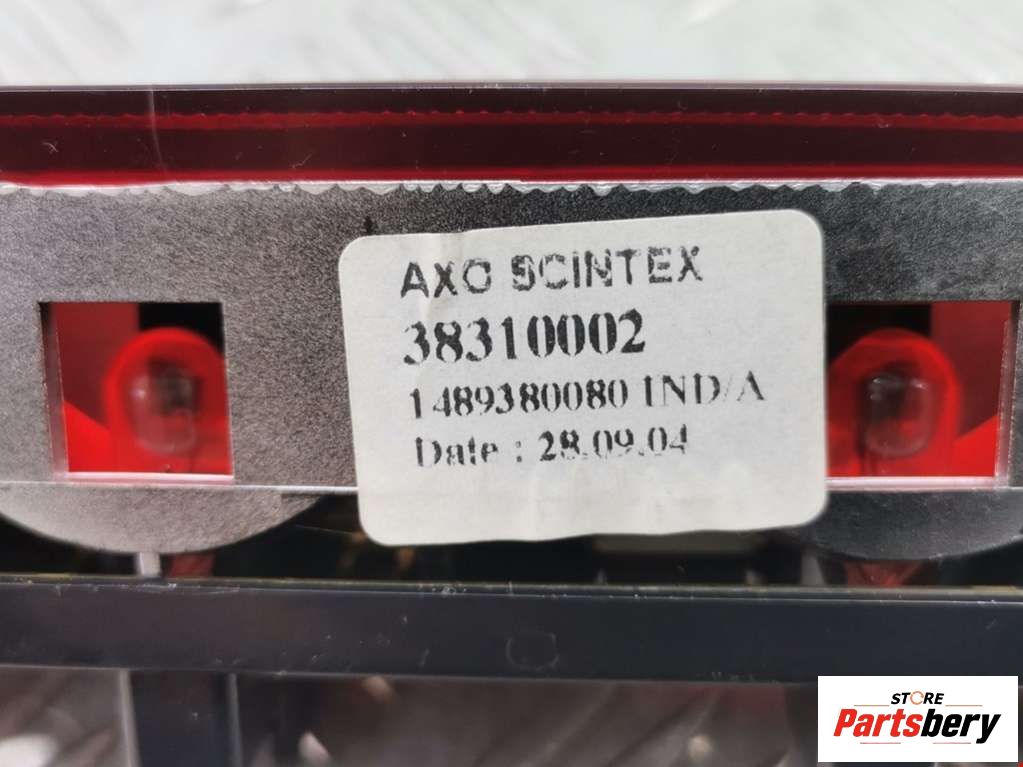 AXO SCINTEX
38310002
1489380080 IND/A
Date : 28.09.04
STORE
Partsbery